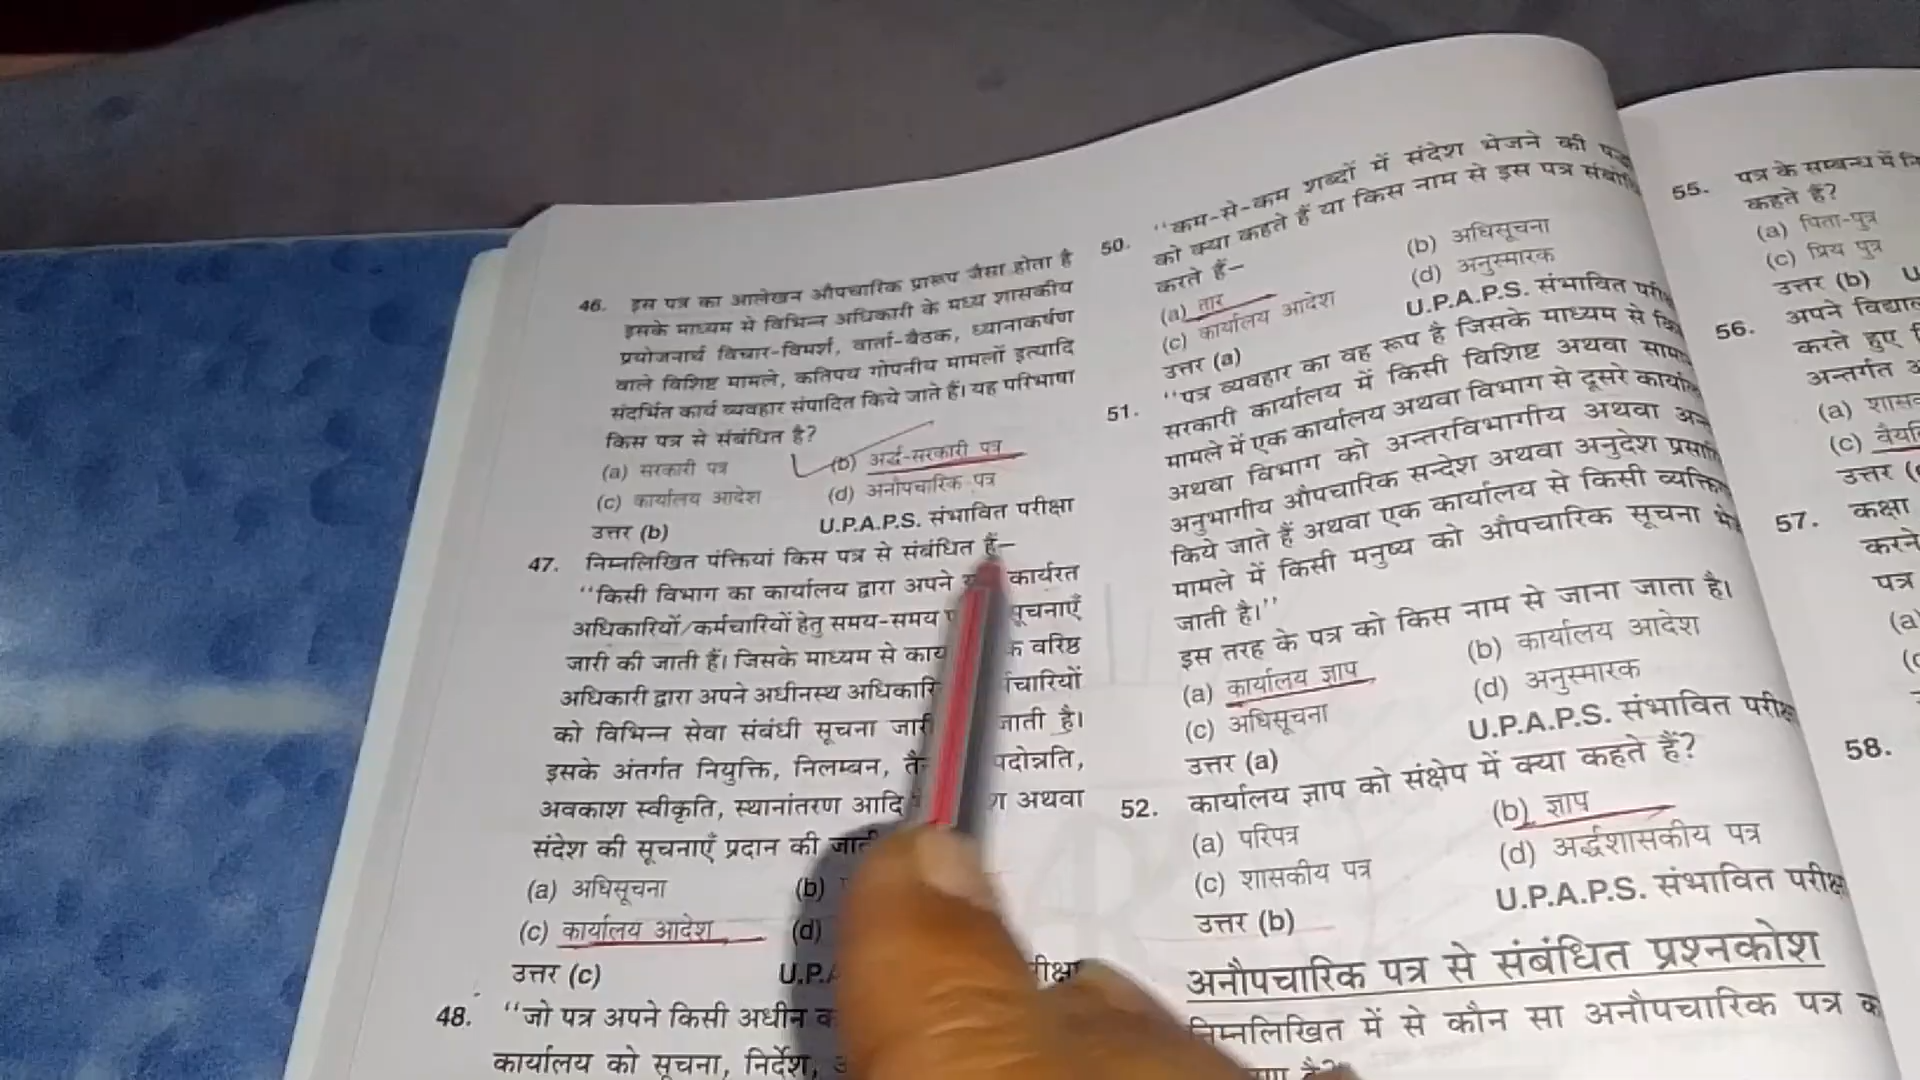 46. इस पत्र का आलेखन औपचारिक प्रारूप जैसा होता है
इसके माध्यम से विभिन्न अधिकारी के मध्य शासकीय
प्रयोजनार्थ विचार-विमर्श, वार्ता-बैठक, ध्यानाकर्षण
वाले विशिष्ट मामले, कतिपय गोपनीय मामलों इत्यादि
संदर्भित कार्य व्यवहार संपादित किये जाते हैं। यह परिभाषा
किस पत्र से संबंधित है?
(a) सरकारी पत्र (b) अर्द्ध-सरकारी पत्र
(c) कार्यालय आदेश (d) अनौपचारिक पत्र
उत्तर (b) U.P.A.P.S. संभावित परीक्षा
47. निम्नलिखित पंक्तियां किस पत्र से संबंधित हैं–
"किसी विभाग का कार्यालय द्वारा अपने कार्यरत
अधिकारियों/कर्मचारियों हेतु समय-समय सूचनाएँ
जारी की जाती हैं। जिसके माध्यम से वरिष्ठ
अधिकारी द्वारा अपने अधीनस्थ
को विभिन्न सेवा संबंधी सूचना जारी जाती है।
इसके अंतर्गत नियुक्ति, निलम्बन, पदोन्नति,
अवकाश स्वीकृति, स्थानांतरण आदि अथवा
संदेश की सूचनाएँ प्रदान की
(a) अधिसूचना (b)
(c) कार्यालय आदेश (d)
उत्तर (c)
48. "जो पत्र अपने किसी अधीन
कार्यालय को सूचना, निर्देश,
50. "कम-से-कम शब्दों में संदेश भेजने की
को क्या कहते हैं या किस नाम से इस पत्र
करते हैं–
(a) तार (b) अधिसूचना
(c) कार्यालय आदेश (d) अनुस्मारक
उत्तर (a) U.P.A.P.S. संभावित
51. "पत्र व्यवहार का वह रूप है जिसके माध्यम से
सरकारी कार्यालय में किसी विशिष्ट अथवा
मामले में एक कार्यालय अथवा विभाग से दूसरे
अथवा विभाग को अन्तरविभागीय अथवा
अनुभागीय औपचारिक सन्देश अथवा अनुदेश
किये जाते हैं अथवा एक कार्यालय से किसी
मामले में किसी मनुष्य को औपचारिक सूचना
जाती है।"
इस तरह के पत्र को किस नाम से जाना जाता है।
(a) कार्यालय ज्ञाप (b) कार्यालय आदेश
(c) अधिसूचना (d) अनुस्मारक
उत्तर (a) U.P.A.P.S. संभावित
52. कार्यालय ज्ञाप को संक्षेप में क्या कहते हैं?
(a) परिपत्र (b) ज्ञाप
(c) शासकीय पत्र (d) अर्द्धशासकीय पत्र
उत्तर (b) U.P.A.P.S. संभावित
अनौपचारिक पत्र से संबंधित प्रश्नकोश
निम्नलिखित में से कौन सा अनौपचारिक पत्र
55. पत्र के सम्बन्ध में
कहते हैं?
(a) पिता-पुत्र
(c) प्रिय पुत्र
उत्तर (b)
56. अपने
करते हुए
अन्तर्गत
(a)
(c)
उत्तर
57. कक्षा
करने
पत्र
(a)
58.